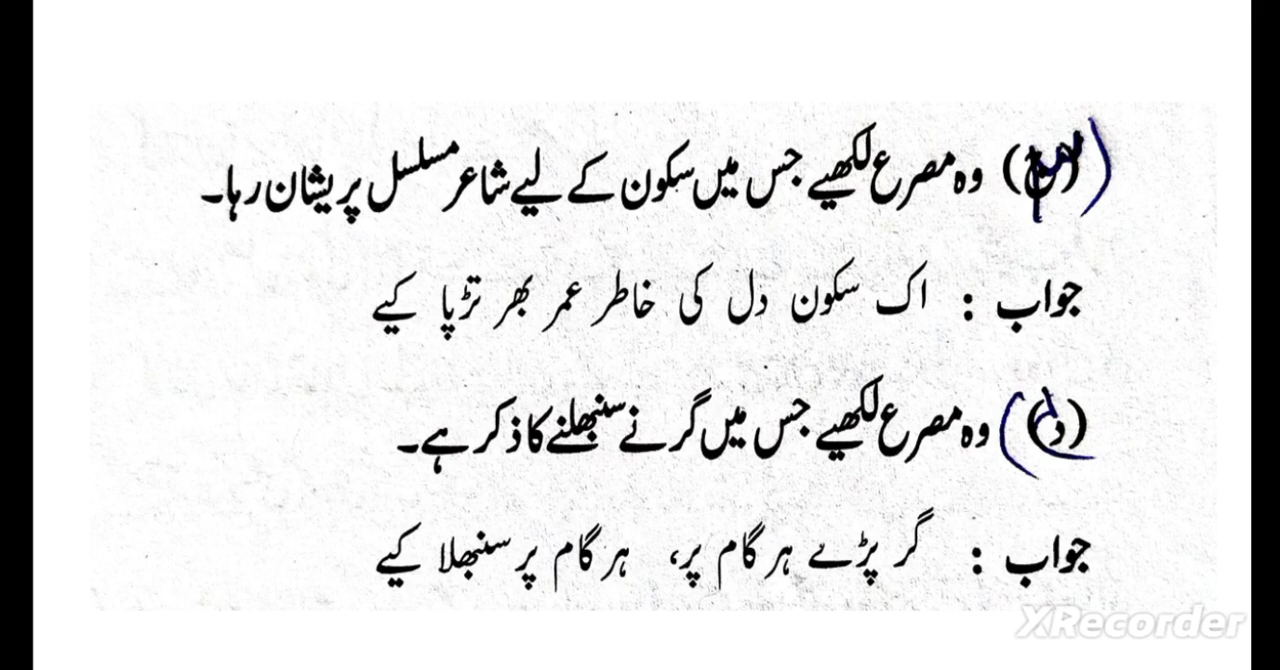 وہ مصرع لکھیے جس میں سکون کے لیے شاعر مسلسل پریشان رہا۔
جواب : اک سکون دل کی خاطر عمر بھر تڑپا کیے
(د) وہ مصرع لکھیے جس میں گرنے سنبھلنے کا ذکر ہے۔
جواب : گر پڑے ہر گام پر، ہر گام پر سنبھلا کیے
XRecorder